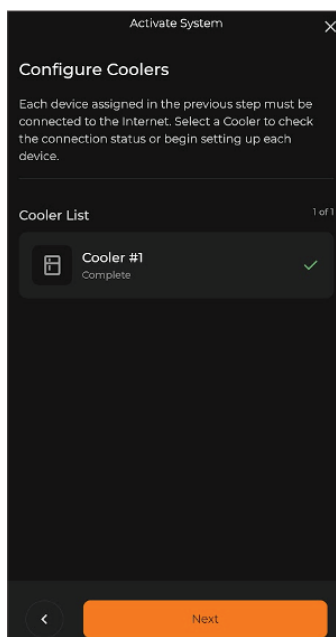 Activate System
Configure Coolers
Each device assigned in the previous step must be
connected to the Internet. Select a Cooler to check
the connection status or begin setting up each
device.
Cooler List
1 of 1
Cooler #1
Complete
Next